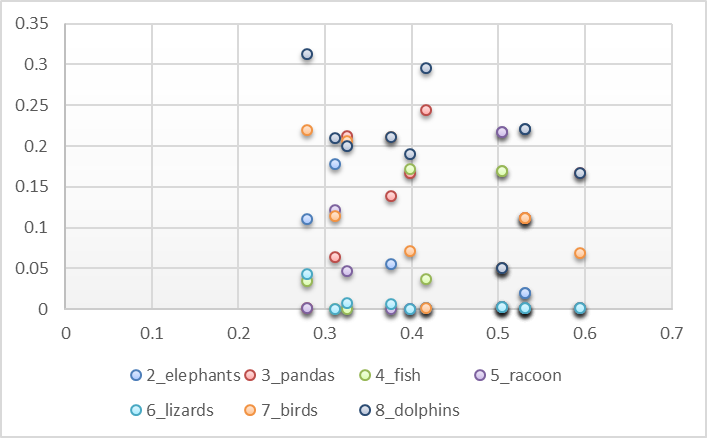 0.35
0.3
0.25
0.2
0.15
0.1
0.05
0
0 0.1 0.2 0.3 0.4 0.5 0.6 0.7
2_elephants 3_pandas 4_fish 5_racoon
6_lizards 7_birds 8_dolphins